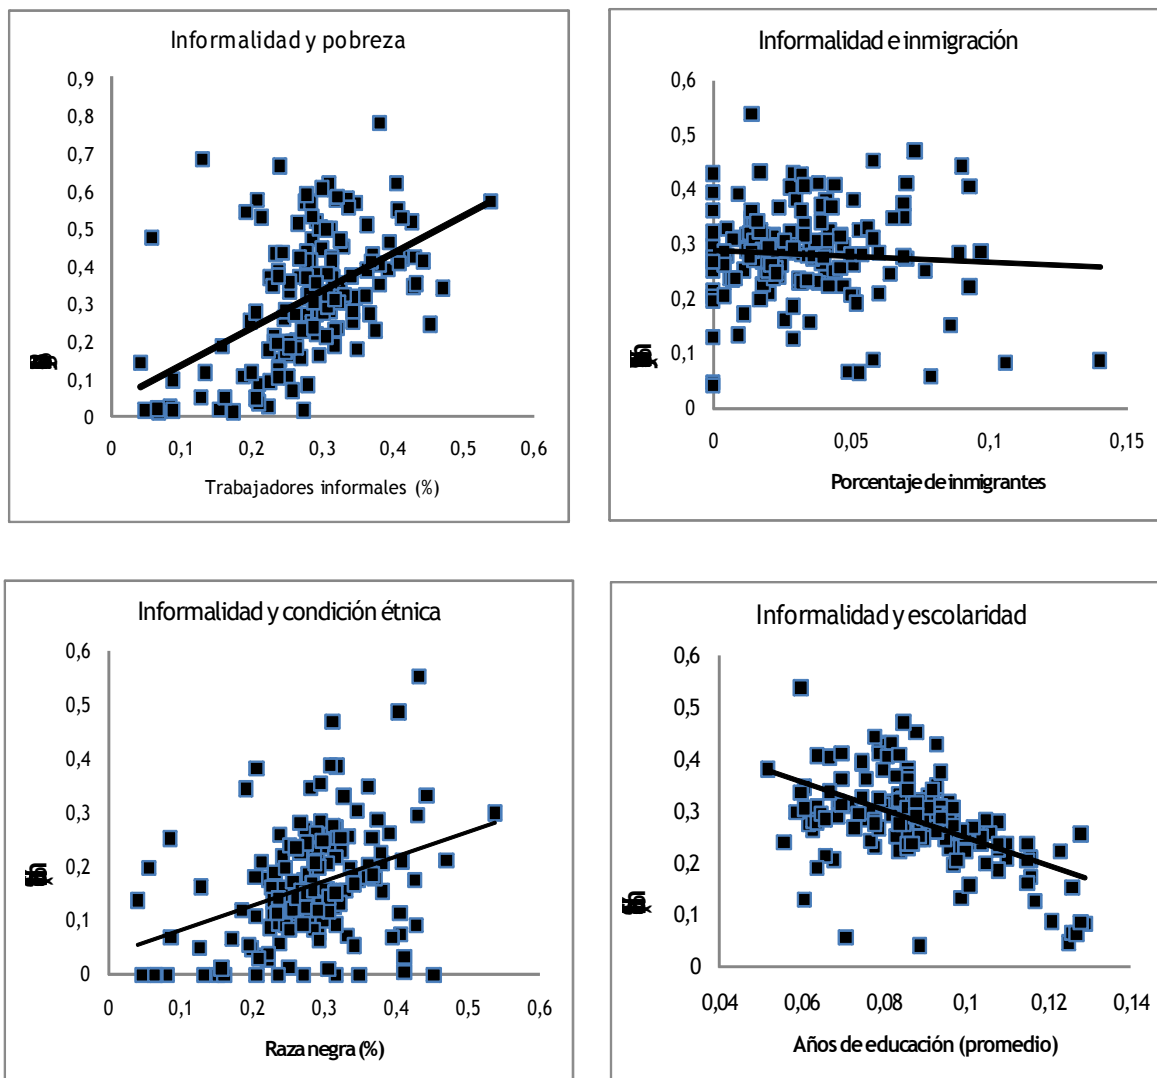 Informalidad y pobreza
0,9
0,8
0,7
0,6
0,5
0,4
0,3
0,2
0,1
0
0 0,1 0,2 0,3 0,4 0,5 0,6
Trabajadores informales (%)
Informalidad e inmigración
0,6
0,5
0,4
0,3
0,2
0,1
0
0 0,05 0,1 0,15
Porcentaje de inmigrantes
Informalidad y condición étnica
0,6
0,5
0,4
0,3
0,2
0,1
0
0 0,1 0,2 0,3 0,4 0,5 0,6
Raza negra (%)
Informalidad y escolaridad
0,6
0,5
0,4
0,3
0,2
0,1
0
0,04 0,06 0,08 0,1 0,12 0,14
Años de educación (promedio)